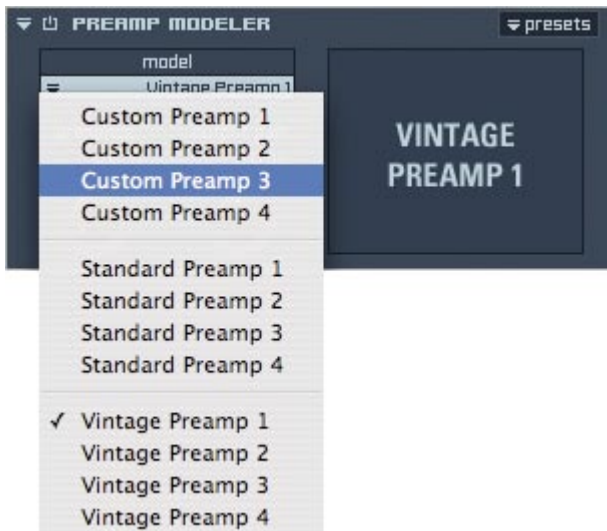 PREAMP MODELER
presets
model
Vintage Preamp 1
VINTAGE
PREAMP 1
Custom Preamp 1
Custom Preamp 2
Custom Preamp 3
Custom Preamp 4
Standard Preamp 1
Standard Preamp 2
Standard Preamp 3
Standard Preamp 4
✓ Vintage Preamp 1
Vintage Preamp 2
Vintage Preamp 3
Vintage Preamp 4